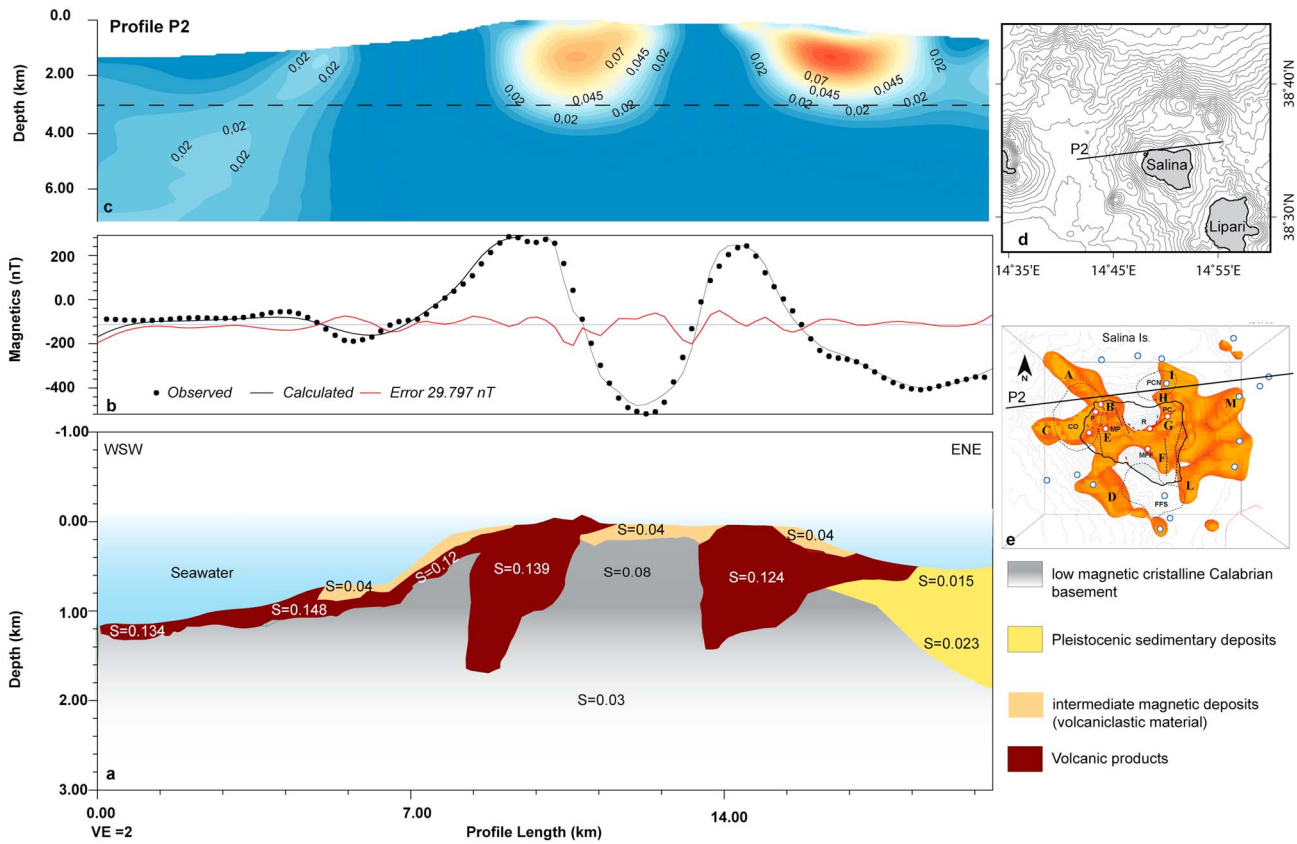 Profile P2
0.0
2.00
4.00
6.00
Depth (km)
0,02
0,02
0,02
0,02
0,02
0,02
0,02
0,07
0,045
0,02
0,045
0,02
0,02
0,07
0,045
0,045
0,02
0,02
0,02
c
200
0.0
-200
-400
Magnetics (nT)
Observed
Calculated
Error 29.797 nT
b
-1.00
0.00
1.00
2.00
3.00
Depth (km)
WSW
ENE
Seawater
S=0.04
S=0.12
S=0.148
S=0.134
S=0.139
S=0.04
S=0.08
S=0.124
S=0.04
S=0.015
S=0.023
S=0.03
a
0.00
7.00
14.00
VE =2
Profile Length (km)
P2
Salina
Lipari
d
38°40'N
38°30'N
14°35'E
14°45'E
14°55'E
Salina Is.
N
P2
A
I
PCN
H
B
M
P
PC
C
CO
E
MP
R
G
MFF
F
D
L
FFS
e
low magnetic cristalline Calabrian
basement
Pleistocenic sedimentary deposits
intermediate magnetic deposits
(volcaniclastic material)
Volcanic products